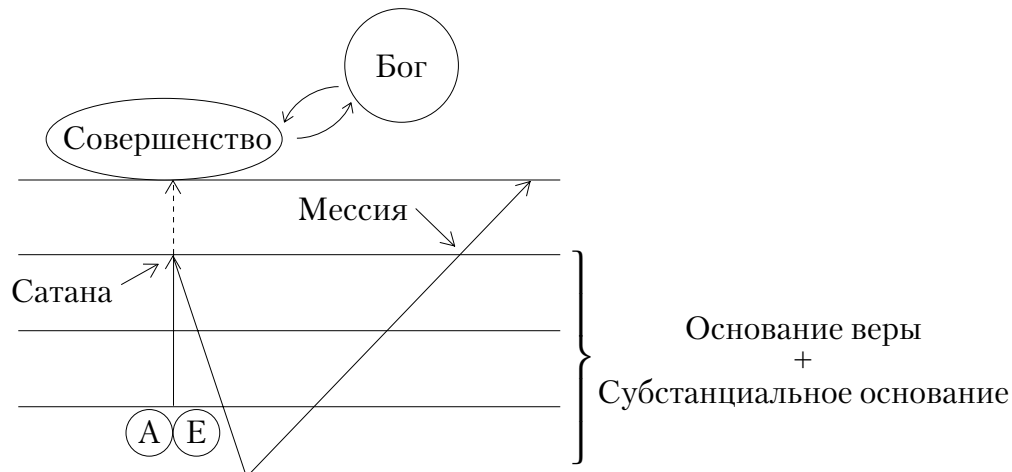 Бог
Совершенство
Мессия
Сатана
Основание веры
+
Субстанциальное основание
А Е